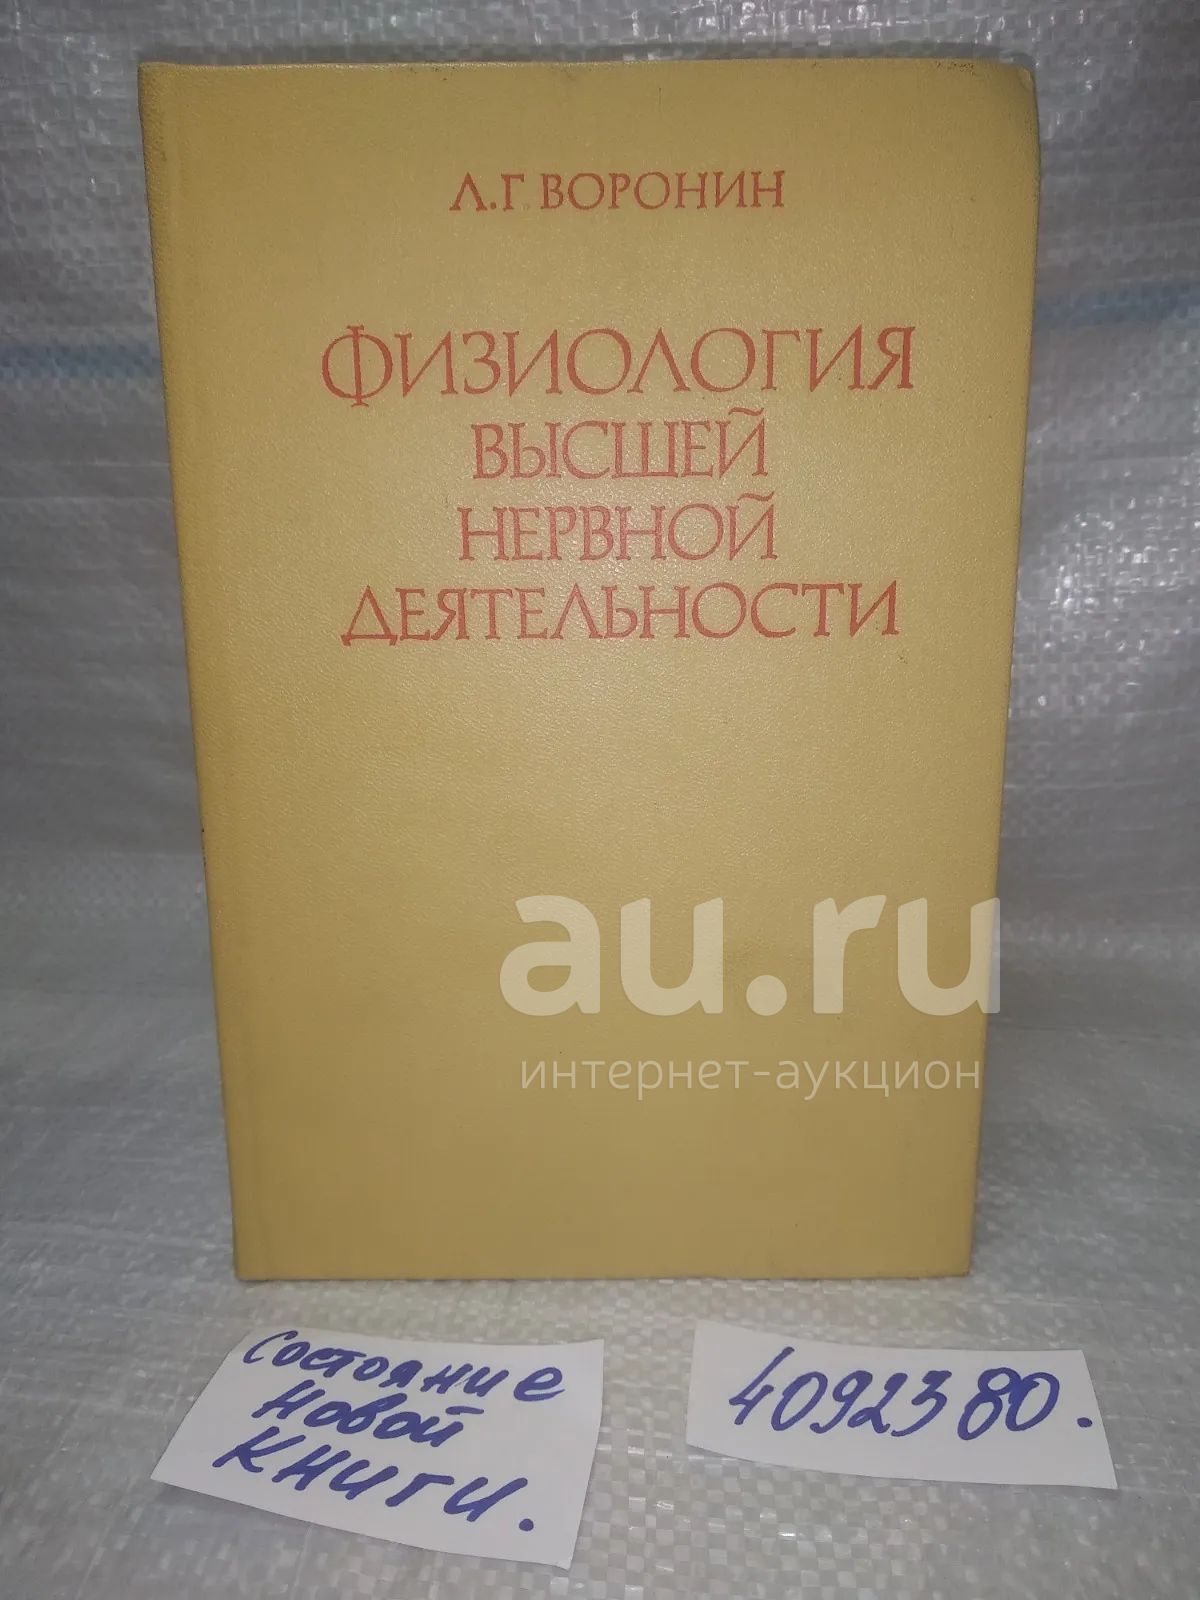 Л.Г. ВОРОНИН
ФИЗИОЛОГИЯ
ВЫСШЕЙ
НЕРВНОЙ
ДЕЯТЕЛЬНОСТИ
au.ru
интернет-аукцион
Состояние
новой
книги.
4092380.